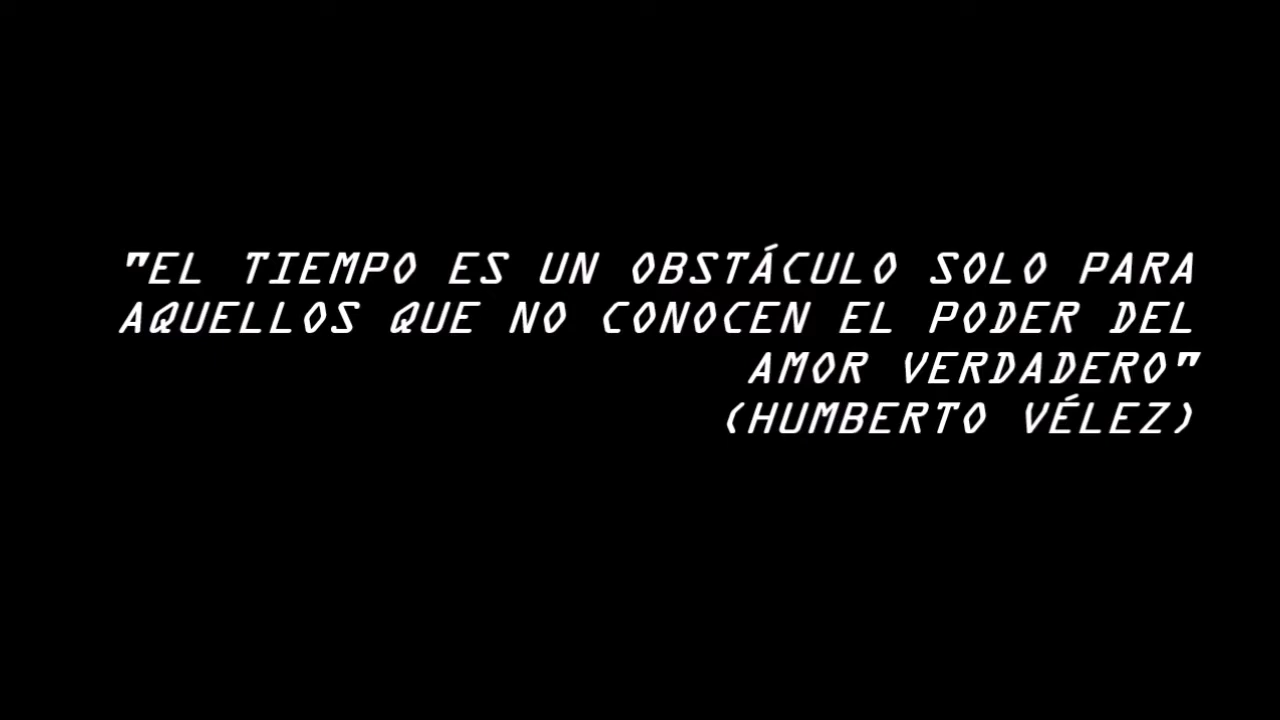 "EL TIEMPO ES UN OBSTÁCULO SOLO PARA
AQUELLOS QUE NO CONOCEN EL PODER DEL
AMOR VERDADERO"
(HUMBERTO VÉLEZ)